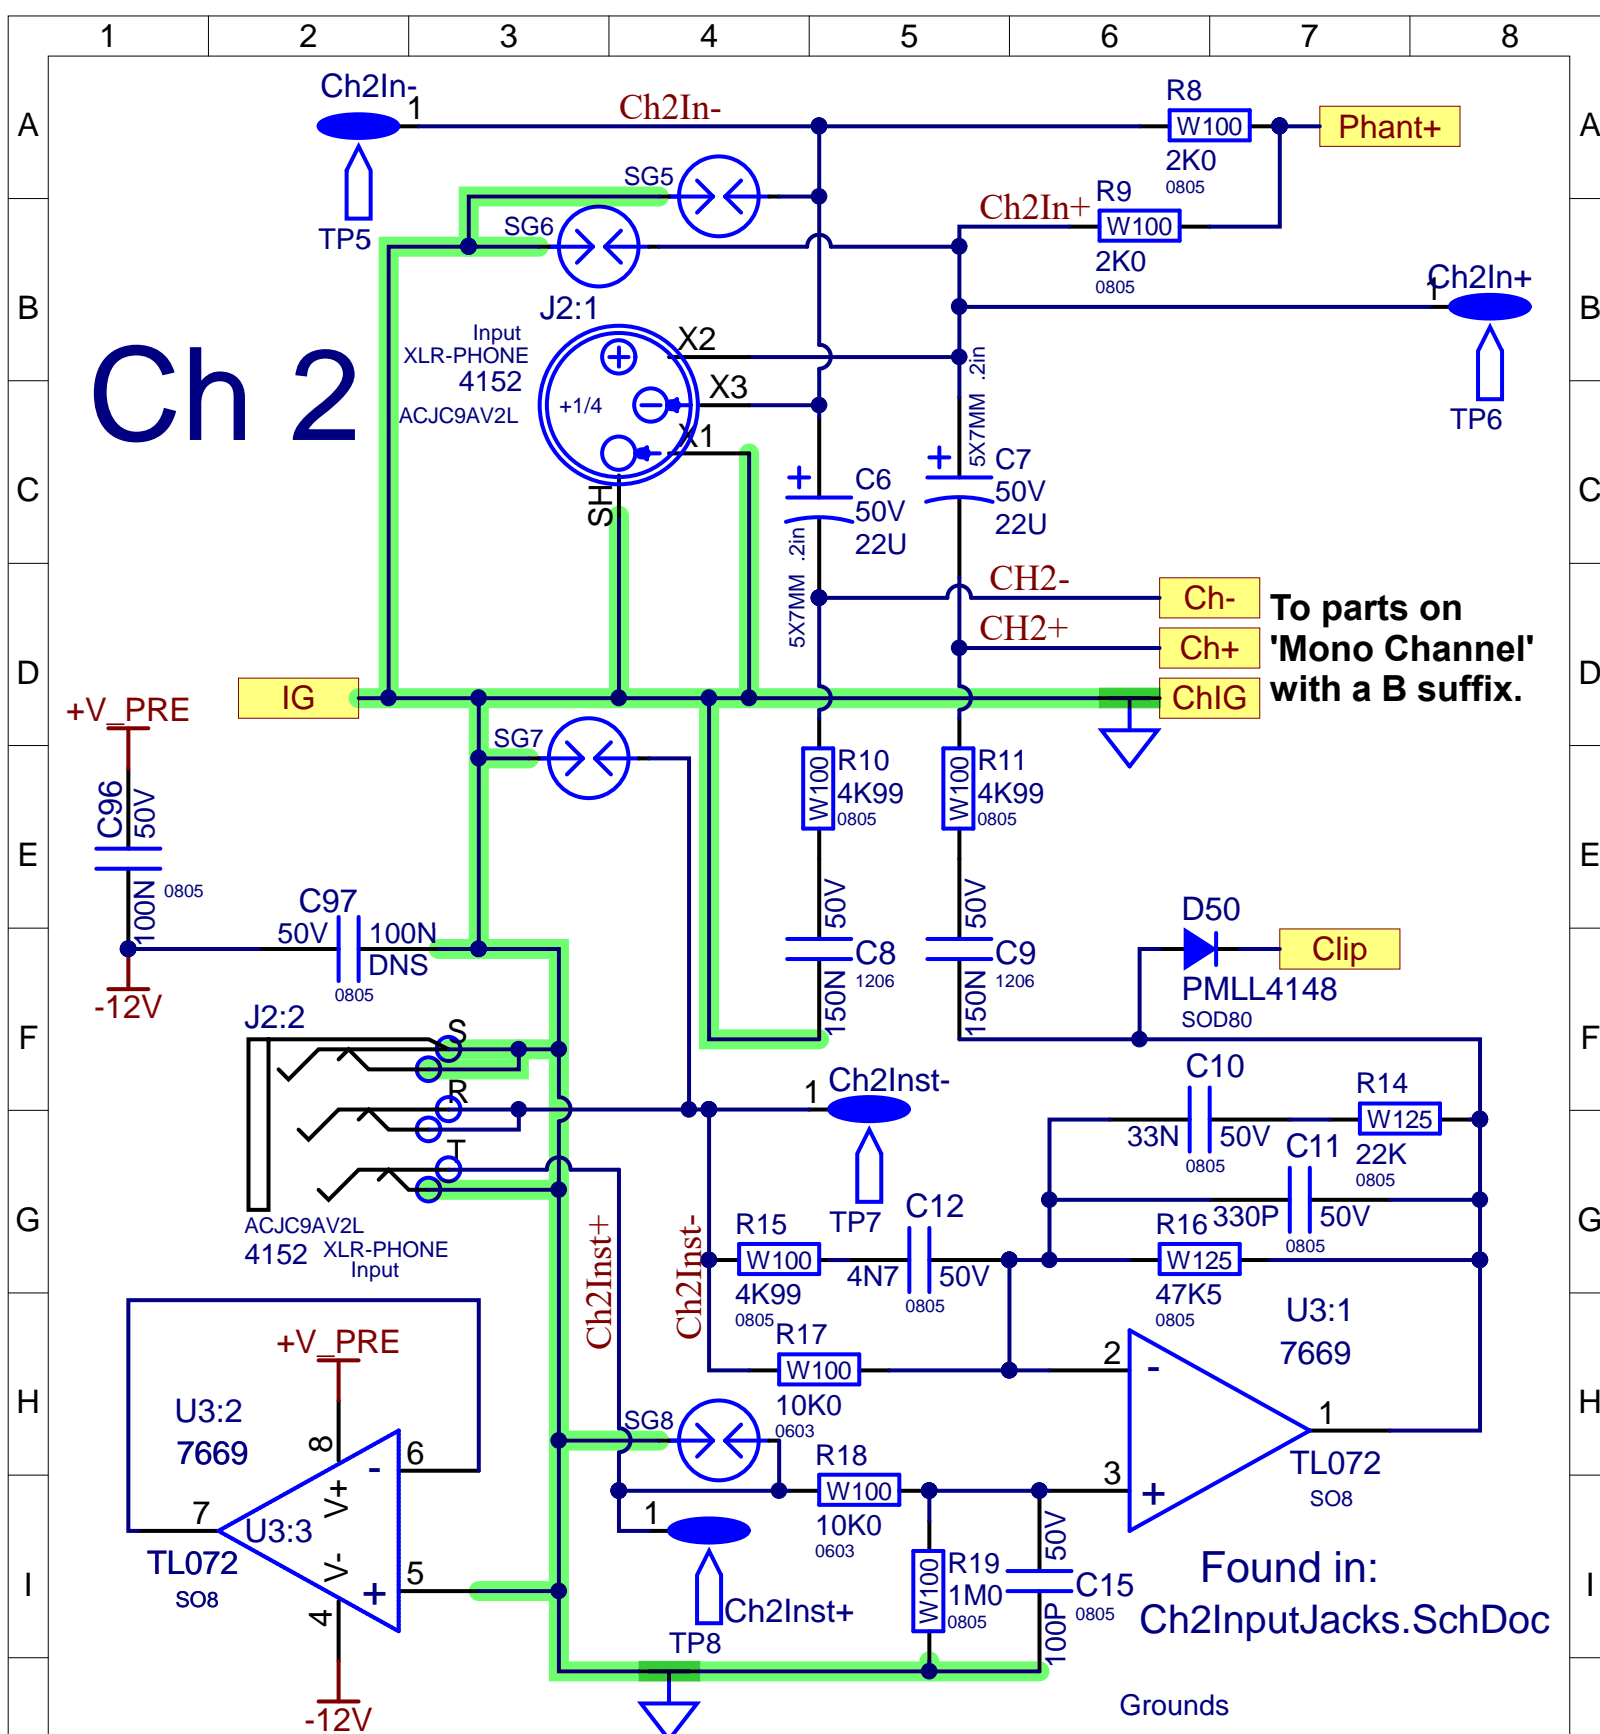 1 2 3 4 5 6 7 8
A A
Ch2In-
1
Ch2In-
R8
W100
2K0
0805
Phant+
SG5
TP5
SG6
Ch2In+
R9
W100
2K0
0805
B B
Ch2In+
1
TP6
J2:1
Input
XLR-PHONE
4152
ACJC9AV2L
+1/4
X2
X3
X1
SH
Ch 2
C C
C6
50V
22U
5X7MM .2in
C7
50V
22U
5X7MM .2in
CH2-
Ch-
CH2+
Ch+
To parts on
'Mono Channel'
with a B suffix.
D D
IG
ChIG
+V_PRE
SG7
R10
4K99
0805
W100
R11
4K99
0805
W100
E E
C96
50V
100N
0805
C97
50V
100N
DNS
0805
-12V
50V
C8
1206
150N
50V
C9
1206
150N
D50
Clip
PMLL4148
SOD80
F F
J2:2
S
R
T
1
Ch2Inst-
TP7
C10
33N
50V
0805
R14
W125
22K
0805
C11
330P
50V
0805
G G
ACJC9AV2L
4152
XLR-PHONE
Input
Ch2Inst+
Ch2Inst-
R15
W100
4K99
0805
C12
4N7
50V
0805
R16
W125
47K5
0805
R17
W100
10K0
0603
U3:1
7669
2
-
3
+
1
TL072
SO8
H H
+V_PRE
U3:2
7669
8
V+
-
6
7
U3:3
TL072
SO8
V-
4
+
5
-12V
SG8
R18
W100
10K0
0603
1
Ch2Inst+
TP8
R19
1M0
0805
W100
50V
C15
0805
100P
I I
Found in:
Ch2InputJacks.SchDoc
Grounds